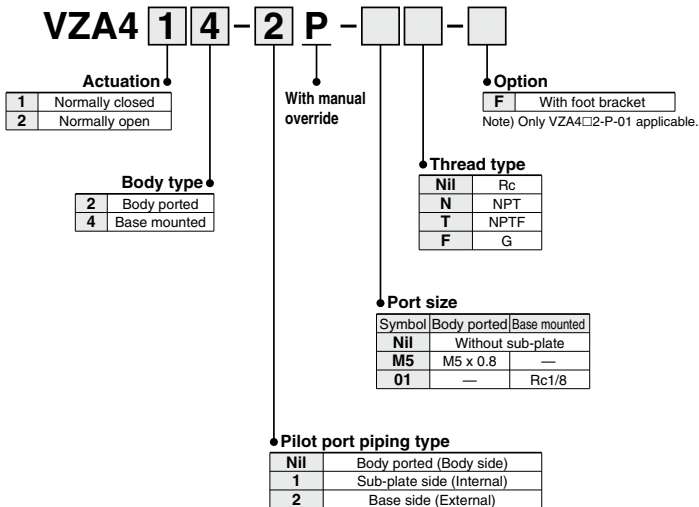 VZA4 1 4 - 2 P - -
Actuation
1 Normally closed
2 Normally open
With manual
override
Option
F With foot bracket
Note) Only VZA4□2-P-01 applicable.
Body type
2 Body ported
4 Base mounted
Thread type
Nil Rc
N NPT
T NPTF
F G
Port size
Symbol Body ported Base mounted
Nil Without sub-plate
M5 M5 x 0.8 —
01 — Rc1/8
Pilot port piping type
Nil Body ported (Body side)
1 Sub-plate side (Internal)
2 Base side (External)